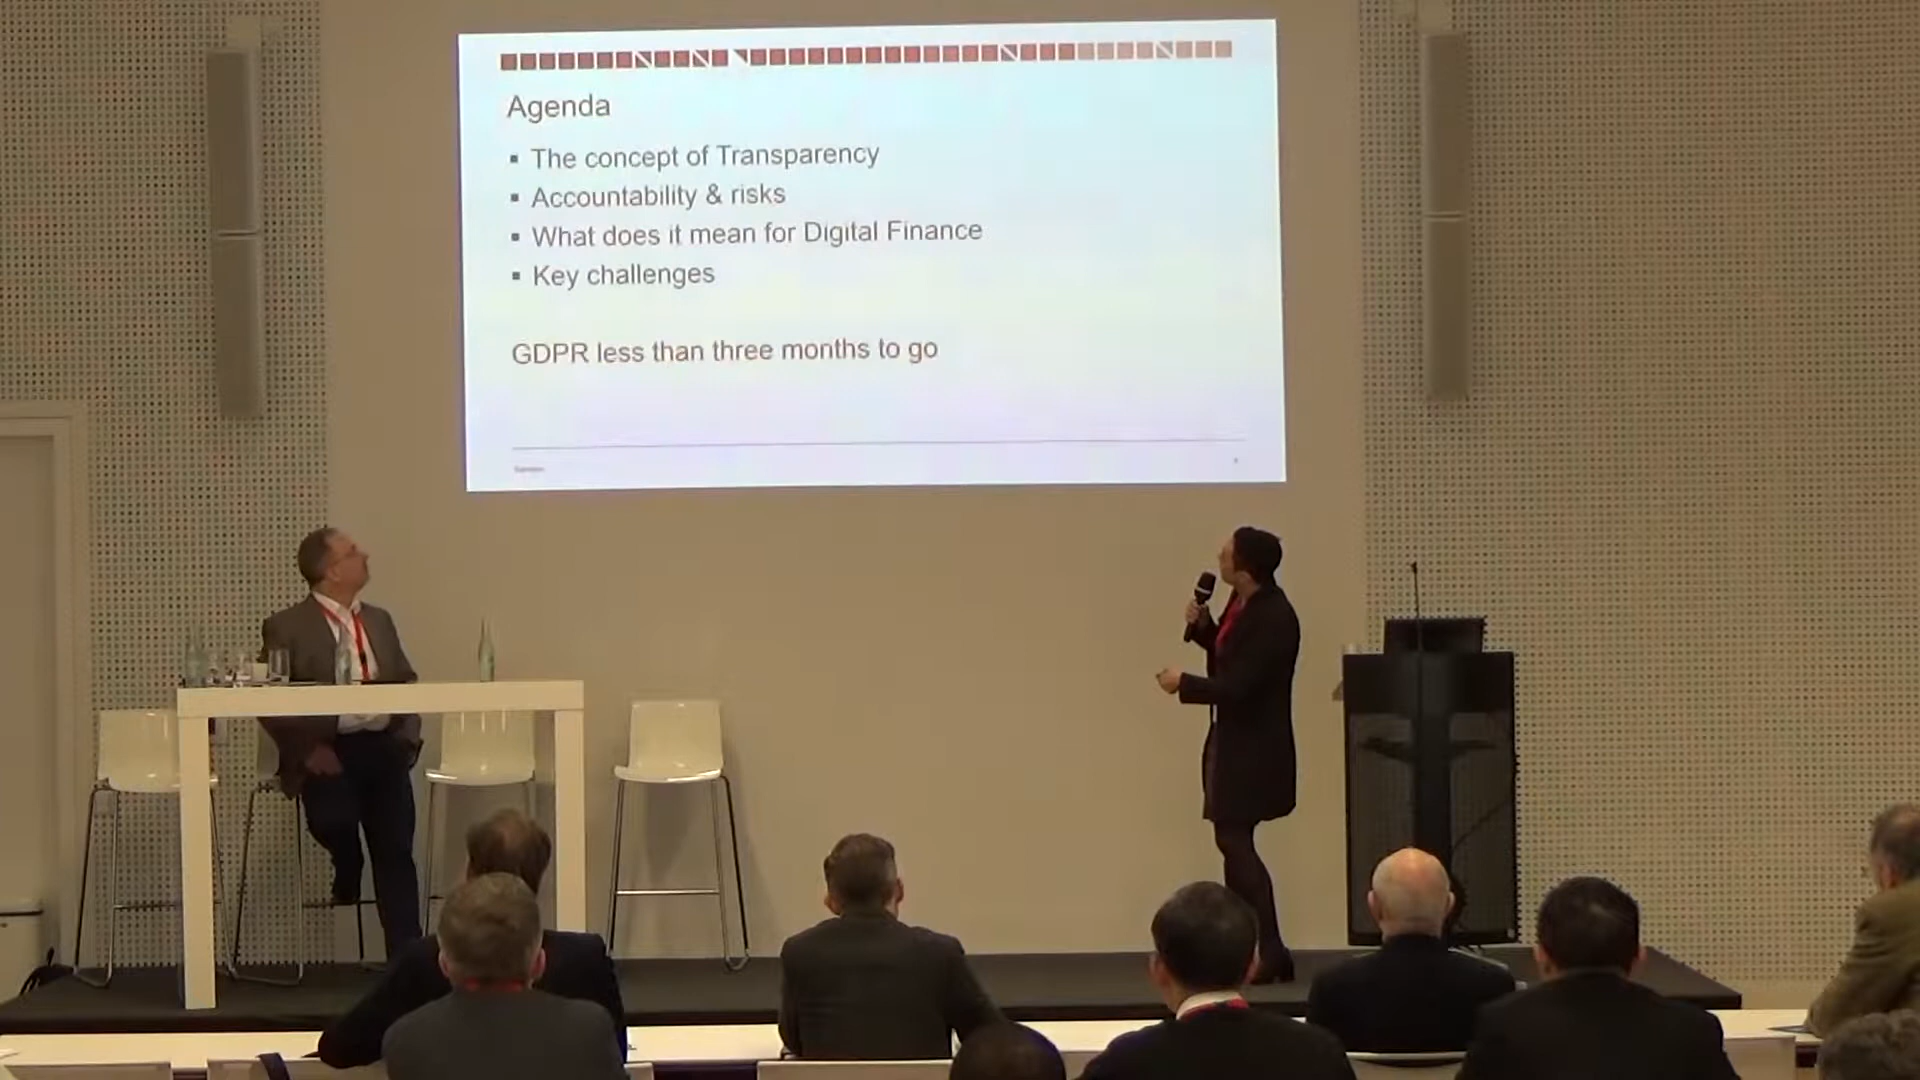 Agenda
▪ The concept of Transparency
▪ Accountability & risks
▪ What does it mean for Digital Finance
▪ Key challenges
GDPR less than three months to go